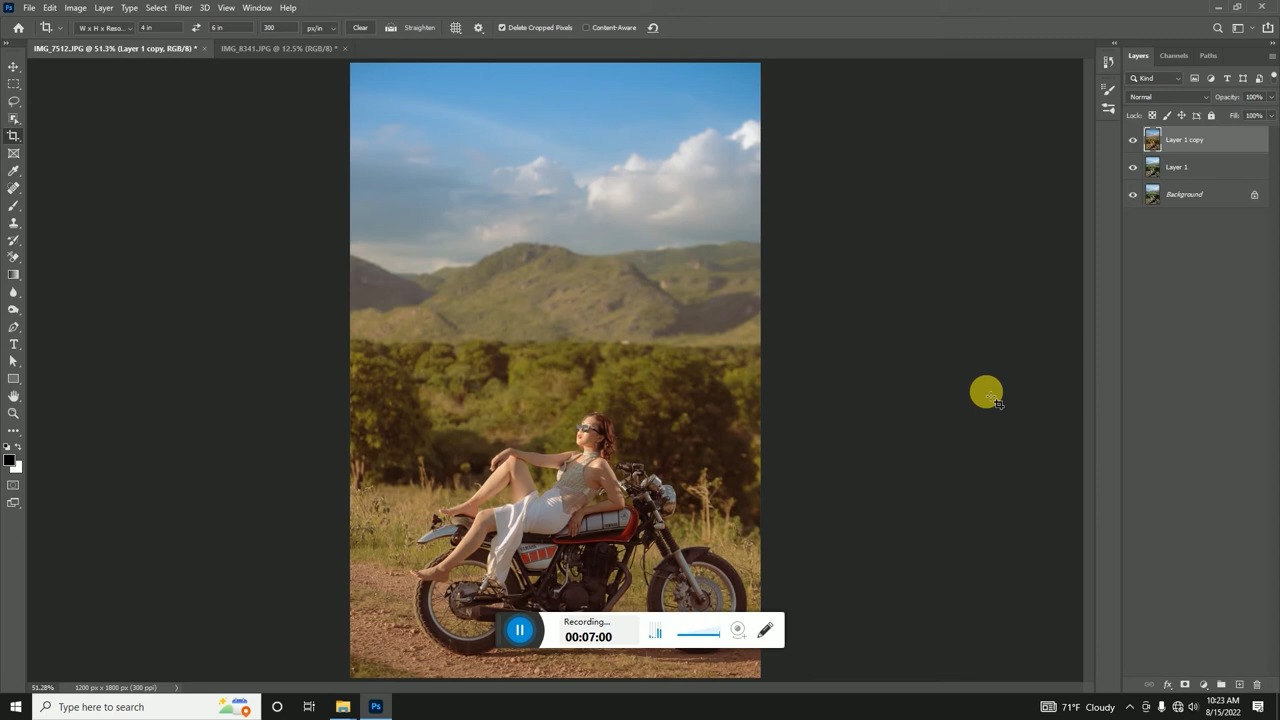 Ps File Edit Image Layer Type Select Filter 3D View Window Help
W x H x Reso... 4 in 6 in 300 px/in Clear Straighten Delete Cropped Pixels Content-Aware
IMG_7512.JPG @ 51.3% (Layer 1 copy, RGB/8) * × IMG_8341.JPG @ 12.5% (RGB/8) * ×
Layers Channels Paths
Kind
Normal Opacity: 100%
Lock: Fill: 100%
Layer 1 copy
Layer 1
Background
Recording...
00:07:00
51.28% 1200 px x 1800 px (300 ppi)
Type here to search
Ps
71°F Cloudy
10:23 AM
8/15/2022